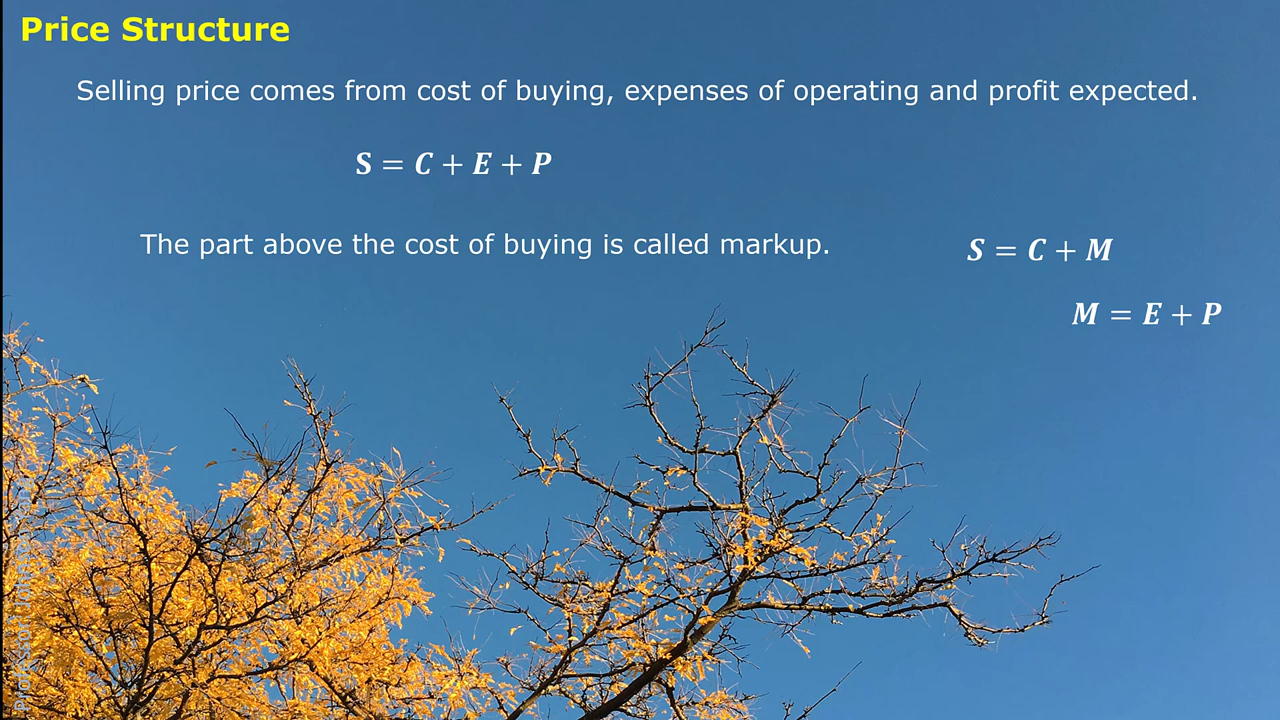 Price Structure
Selling price comes from cost of buying, expenses of operating and profit expected.
S = C + E + P
The part above the cost of buying is called markup.
S = C + M
M = E + P